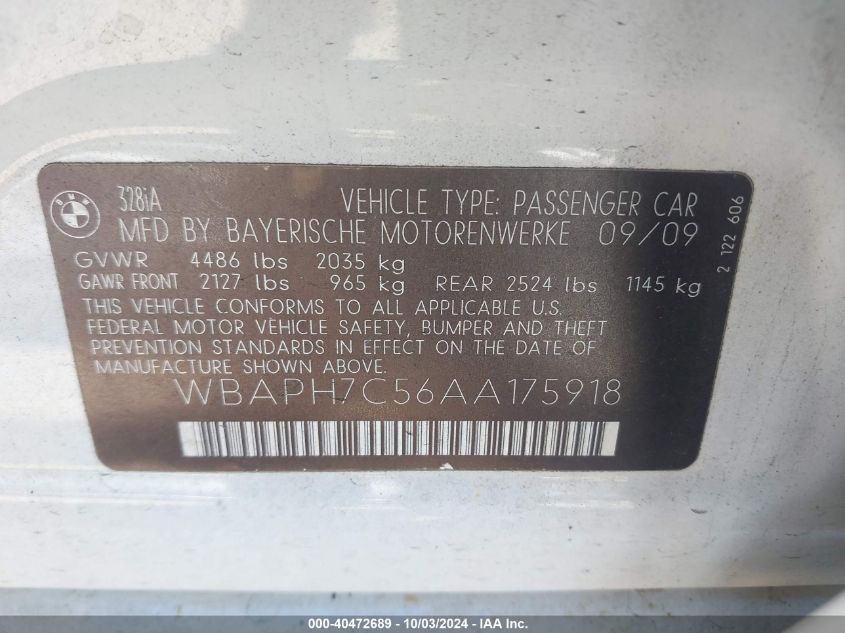 BMW
328iA VEHICLE TYPE: PASSENGER CAR
MFD BY BAYERISCHE MOTORENWERKE 09/09
GVWR 4486 lbs 2035 kg
GAWR FRONT 2127 lbs 965 kg REAR 2524 lbs 1145 kg
THIS VEHICLE CONFORMS TO ALL APPLICABLE U.S.
FEDERAL MOTOR VEHICLE SAFETY, BUMPER AND THEFT
PREVENTION STANDARDS IN EFFECT ON THE DATE OF
MANUFACTURE SHOWN ABOVE.
WBAPH7C56AA175918
2 122 606
000-40472689 - 10/03/2024 - IAA Inc.